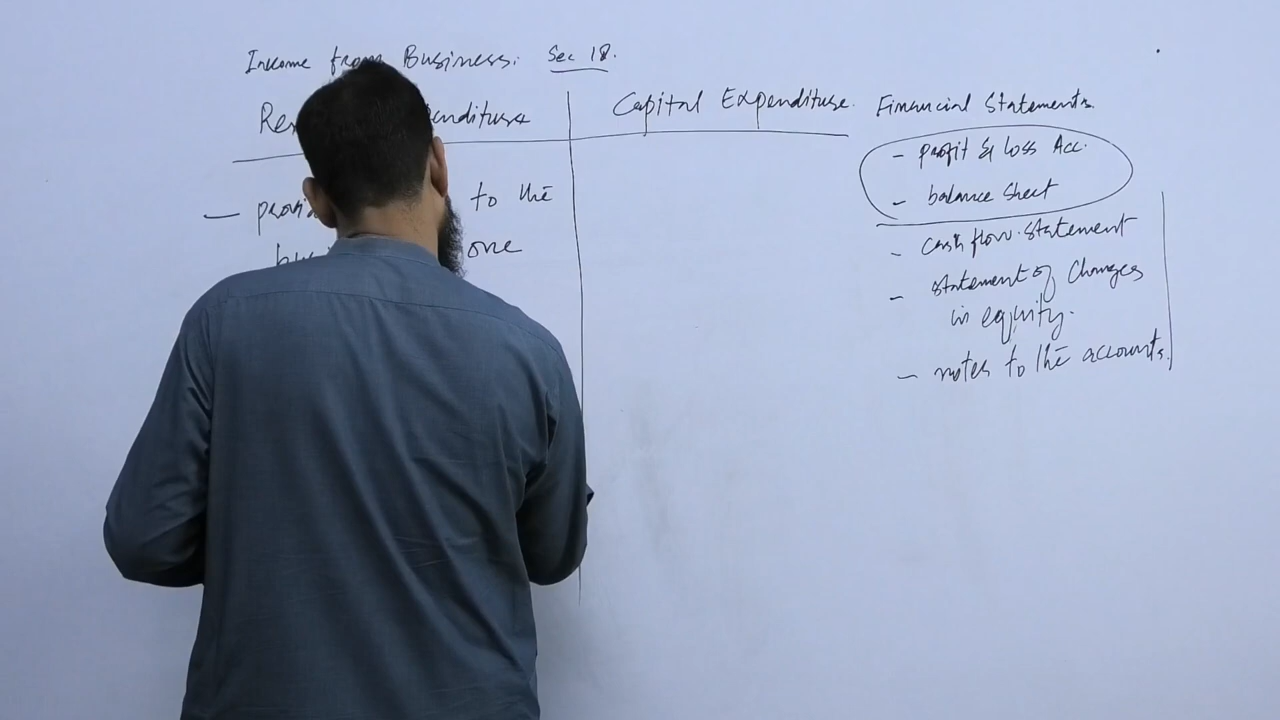 Income from Business. Sec 18.
Capital Expenditure.
to the
one
Financial Statements.
- profit & loss Acc.
- balance sheet
- cash flow statement
- statement of changes
in equity.
- notes to the accounts.